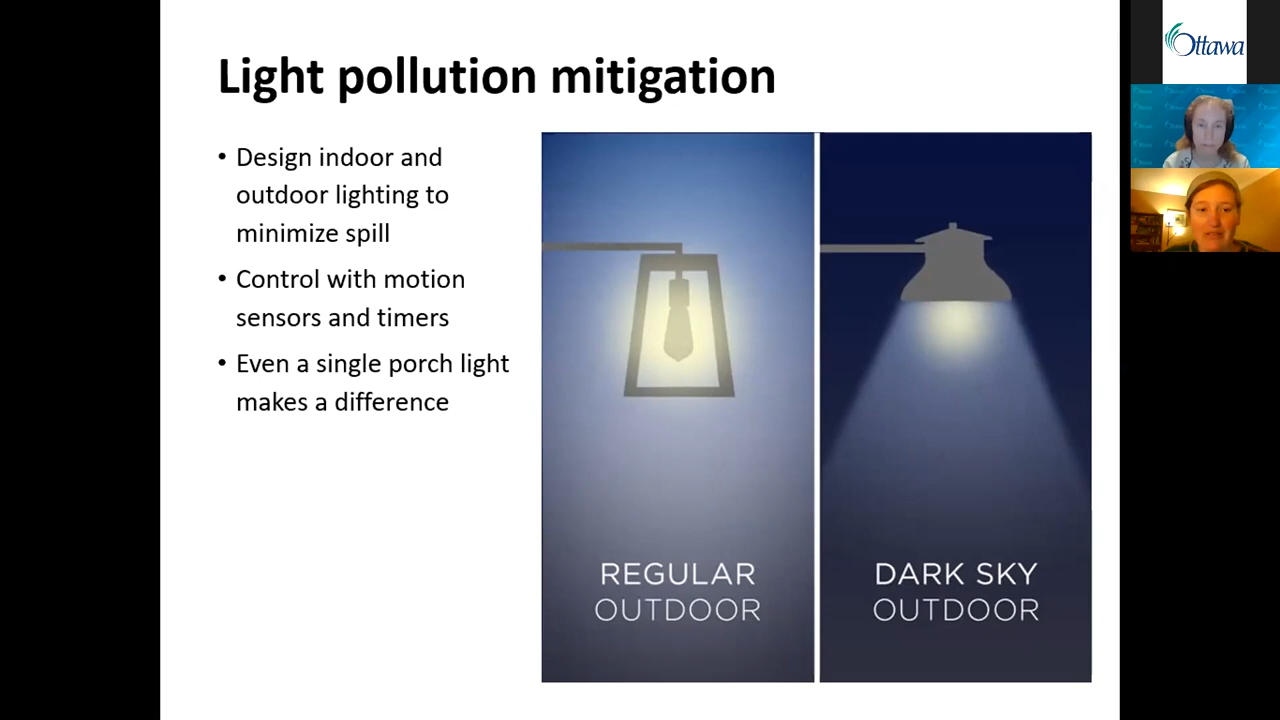 Light pollution mitigation
• Design indoor and
outdoor lighting to
minimize spill
• Control with motion
sensors and timers
• Even a single porch light
makes a difference
REGULAR
OUTDOOR
DARK SKY
OUTDOOR
Ottawa